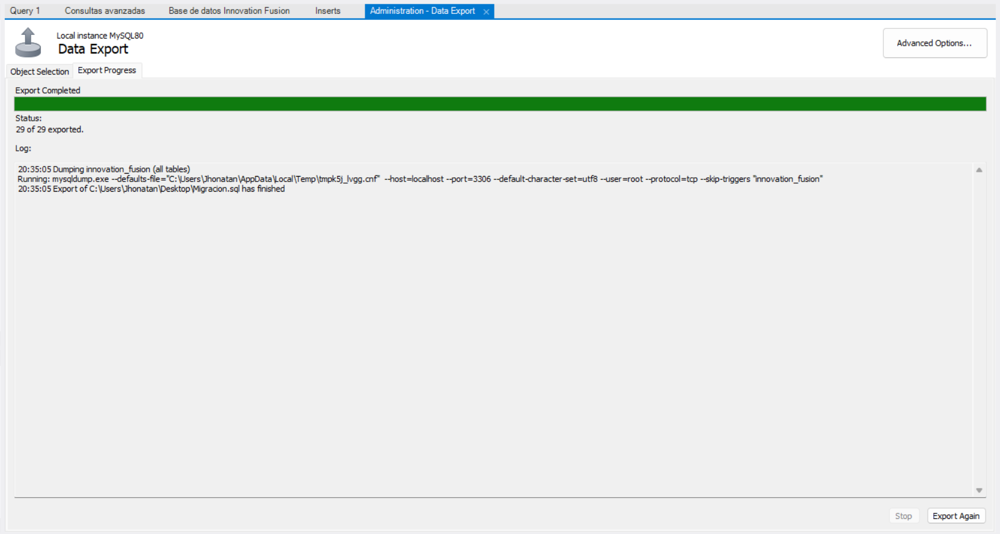 Query 1 Consultas avanzadas Base de datos Innovation Fusion Inserts Administration - Data Export ×
Local instance MySQL80
Data Export
Advanced Options...
Object Selection Export Progress
Export Completed
Status:
29 of 29 exported.
Log:
20:35:05 Dumping innovation_fusion (all tables)
Running: mysqldump.exe --defaults-file="C:\Users\Jhonatan\AppData\Local\Temp\tmpk5j_lvgg.cnf"  --host=localhost --port=3306 --default-character-set=utf8 --user=root --protocol=tcp --skip-triggers "innovation_fusion"
20:35:05 Export of C:\Users\Jhonatan\Desktop\Migracion.sql has finished
Stop Export Again